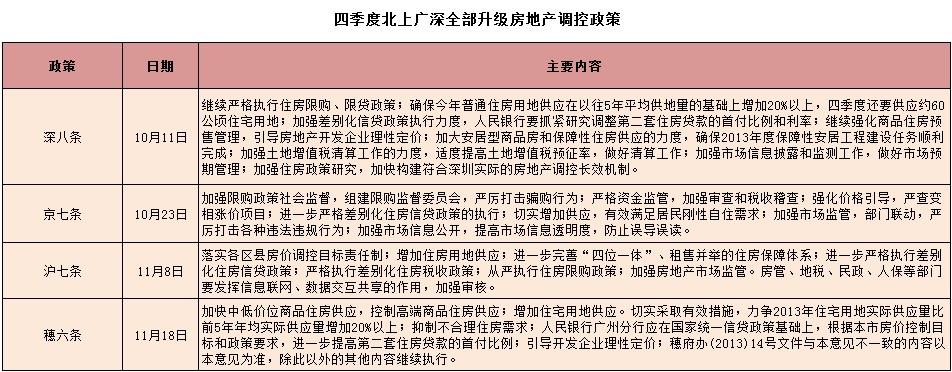 四季度北上广深全部升级房地产调控政策
政策
日期
主要内容
深八条
10月11日
继续严格执行住房限购、限贷政策；确保今年普通住房用地供应在以往5年平均供地量的基础上增加20%以上，四季度还要供应约60
公顷住宅用地；加强差别化信贷政策执行力度，人民银行要抓紧研究调整第二套住房贷款的首付比例和利率；继续强化商品住房预
售管理，引导房地产开发企业理性定价；加大安居型商品房和保障性住房供应的力度，确保2013年度保障性安居工程建设任务顺利
完成；加强土地增值税清算工作的力度，适度提高土地增值税预征率，做好清算工作；加强市场信息披露和监测工作，做好市场预
期管理；加强住房政策研究，加快构建符合深圳实际的房地产调控长效机制。
京七条
10月23日
加强限购政策社会监督，组建限购监督委员会，严厉打击骗购行为；严格资金监管，加强审查和税收稽查；强化价格引导，严查变
相涨价项目；进一步严格差别化住房信贷政策的执行；切实增加供应，有效满足居民刚性自住需求；加强市场监管，部门联动，严
厉打击各种违法违规行为；加强市场信息公开，提高市场信息透明度，防止误导误读。
沪七条
11月8日
落实各区县房价调控目标责任制；增加住房用地供应；进一步完善“四位一体”、租售并举的住房保障体系；进一步严格执行差别
化住房信贷政策；严格执行差别化住房税收政策；从严执行住房限购政策；加强房地产市场监管。房管、地税、民政、人保等部门
要发挥信息联网、数据交互共享的作用，加强审核。
穗六条
11月18日
加快中低价位商品住房供应，控制高端商品住房供应；增加住宅用地供应。切实采取有效措施，力争2013年住宅用地实际供应量比
前5年年均实际供应量增加20%以上；抑制不合理住房需求；人民银行广州分行应在国家统一信贷政策基础上，根据本市房价控制目
标和政策要求，进一步提高第二套住房贷款的首付比例；引导开发企业理性定价；穗府办(2013)14号文件与本意见不一致的内容以
本意见为准，除此以外的其他内容继续执行。